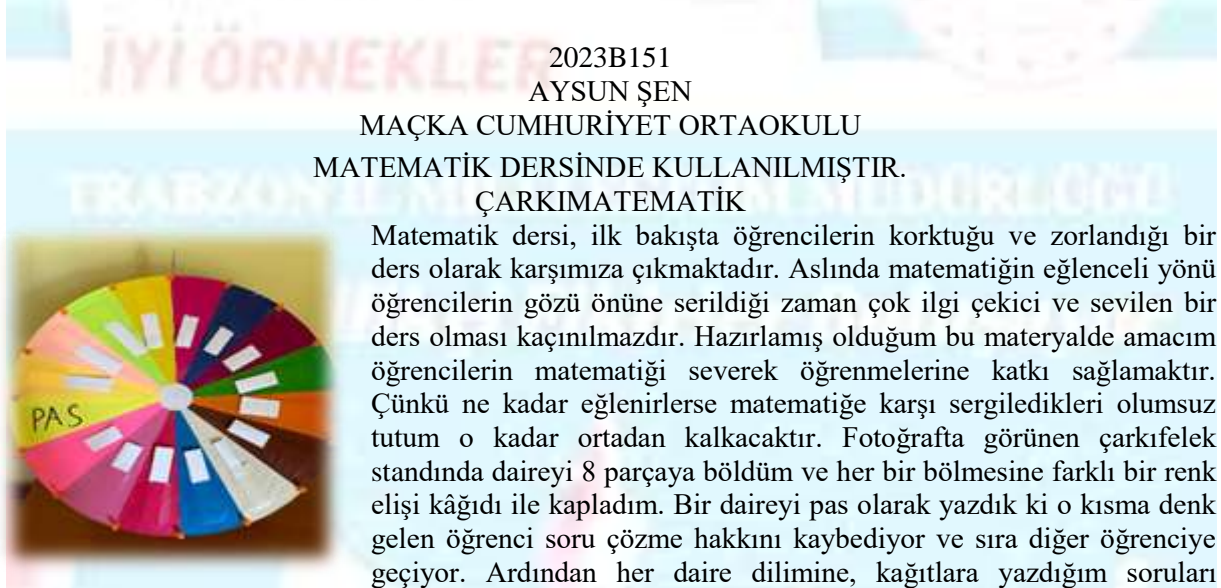 İYİ ÖRNEKLER
2023B151
AYSUN ŞEN
MAÇKA CUMHURİYET ORTAOKULU
MATEMATİK DERSİNDE KULLANILMIŞTIR.
ÇARKIMATEMATİK
Matematik dersi, ilk bakışta öğrencilerin korktuğu ve zorlandığı bir
ders olarak karşımıza çıkmaktadır. Aslında matematiğin eğlenceli yönü
öğrencilerin gözü önüne serildiği zaman çok ilgi çekici ve sevilen bir
ders olması kaçınılmazdır. Hazırlamış olduğum bu materyalde amacım
öğrencilerin matematiği severek öğrenmelerine katkı sağlamaktır.
Çünkü ne kadar eğlenirlerse matematiğe karşı sergiledikleri olumsuz
tutum o kadar ortadan kalkacaktır. Fotoğrafta görünen çarkıfelek
standında daireyi 8 parçaya böldüm ve her bir bölmesine farklı bir renk
elişi kâğıdı ile kapladım. Bir daireyi pas olarak yazdık ki o kısma denk
gelen öğrenci soru çözme hakkını kaybediyor ve sıra diğer öğrenciye
geçiyor. Ardından her daire dilimine, kağıtlara yazdığım soruları
PAS